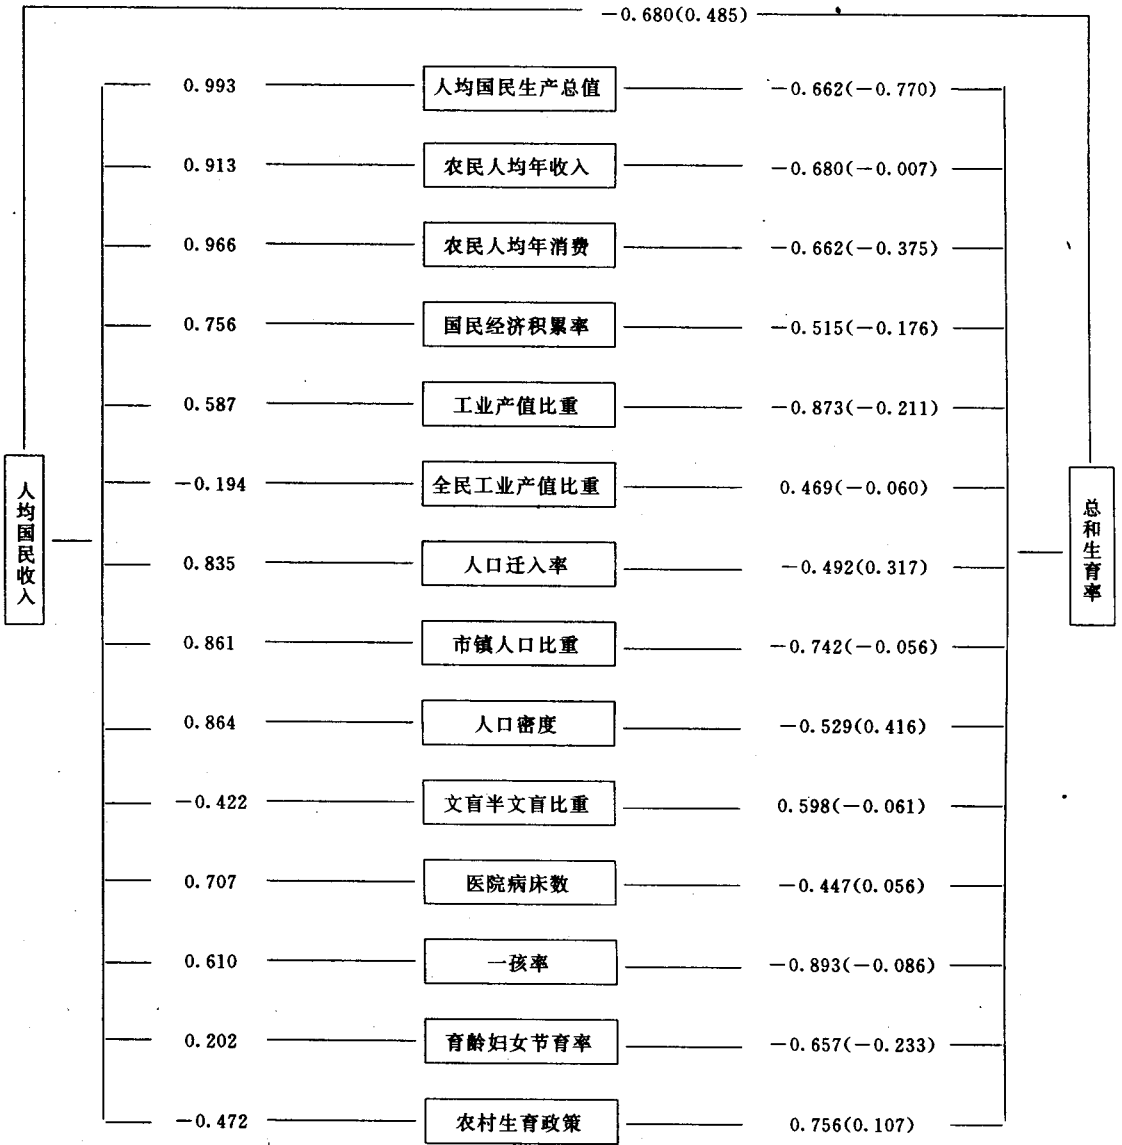 -0.680(0.485)
0.993 人均国民生产总值 -0.662(-0.770)
0.913 农民人均年收入 -0.680(-0.007)
0.966 农民人均年消费 -0.662(-0.375)
0.756 国民经济积累率 -0.515(-0.176)
0.587 工业产值比重 -0.873(-0.211)
人均国民收入
-0.194 全民工业产值比重 0.469(-0.060)
总和生育率
0.835 人口迁入率 -0.492(0.317)
0.861 市镇人口比重 -0.742(-0.056)
0.864 人口密度 -0.529(0.416)
-0.422 文盲半文盲比重 0.598(-0.061)
0.707 医院病床数 -0.447(0.056)
0.610 一孩率 -0.893(-0.086)
0.202 育龄妇女节育率 -0.657(-0.233)
-0.472 农村生育政策 0.756(0.107)